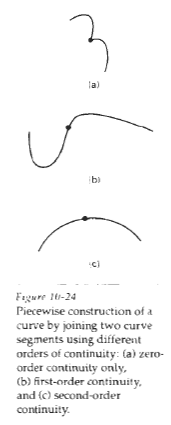 (a)
(b)
(c)
Figure 10-24
Piecewise construction of a
curve by joining two curve
segments using different
orders of continuity: (a) zero-
order continuity only,
(b) first-order continuity,
and (c) second-order
continuity.